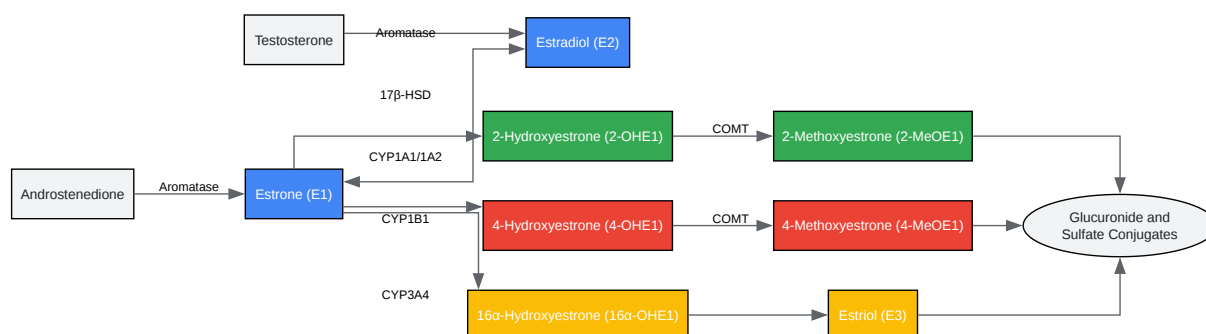 Testosterone
Aromatase
Estradiol (E2)
17β-HSD
2-Hydroxyestrone (2-OHE1)
COMT
2-Methoxyestrone (2-MeOE1)
CYP1A1/1A2
Androstenedione
Aromatase
Estrone (E1)
CYP1B1
4-Hydroxyestrone (4-OHE1)
COMT
4-Methoxyestrone (4-MeOE1)
Glucuronide and
Sulfate Conjugates
CYP3A4
16α-Hydroxyestrone (16α-OHE1)
Estriol (E3)